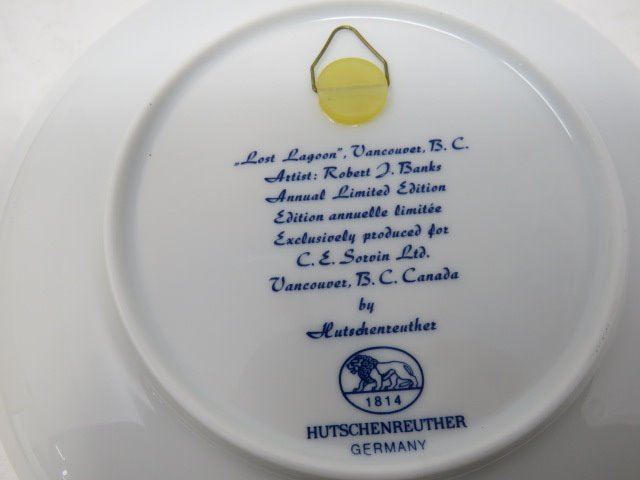 „Lost Lagoon”, Vancouver, B. C.
Artist: Robert J. Banks
Annual Limited Edition
Edition annuelle limitée
Exclusively produced for
C. E. Sorvin Ltd.
Vancouver, B. C. Canada
by
Hutschenreuther
1814
HUTSCHENREUTHER
GERMANY